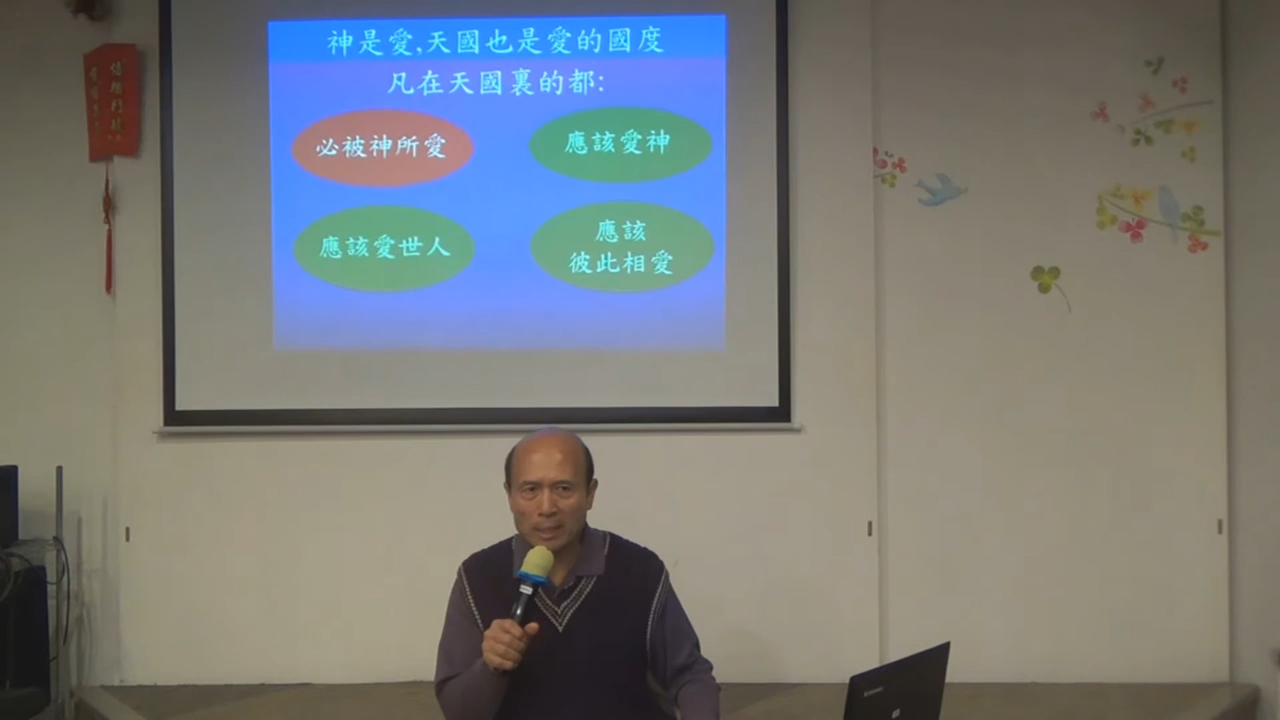 神是愛,天國也是愛的國度
凡在天國裏的都:
必被神所愛
應該愛神
應該愛世人
應該
彼此相愛